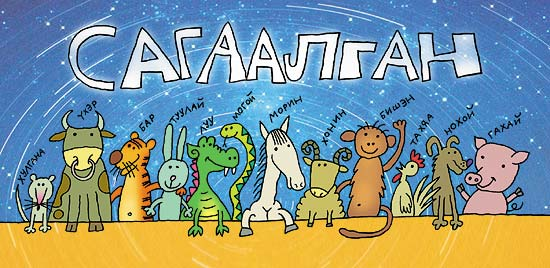 САГААЛГАН
ХУЛГАНА
ҮХЭР
БАР
ТУУЛАЙ
ЛУУ
МОГОЙ
МОРИН
ХОНИН
БИШЭН
ТАХЯА
НОХОЙ
ГАХАЙ